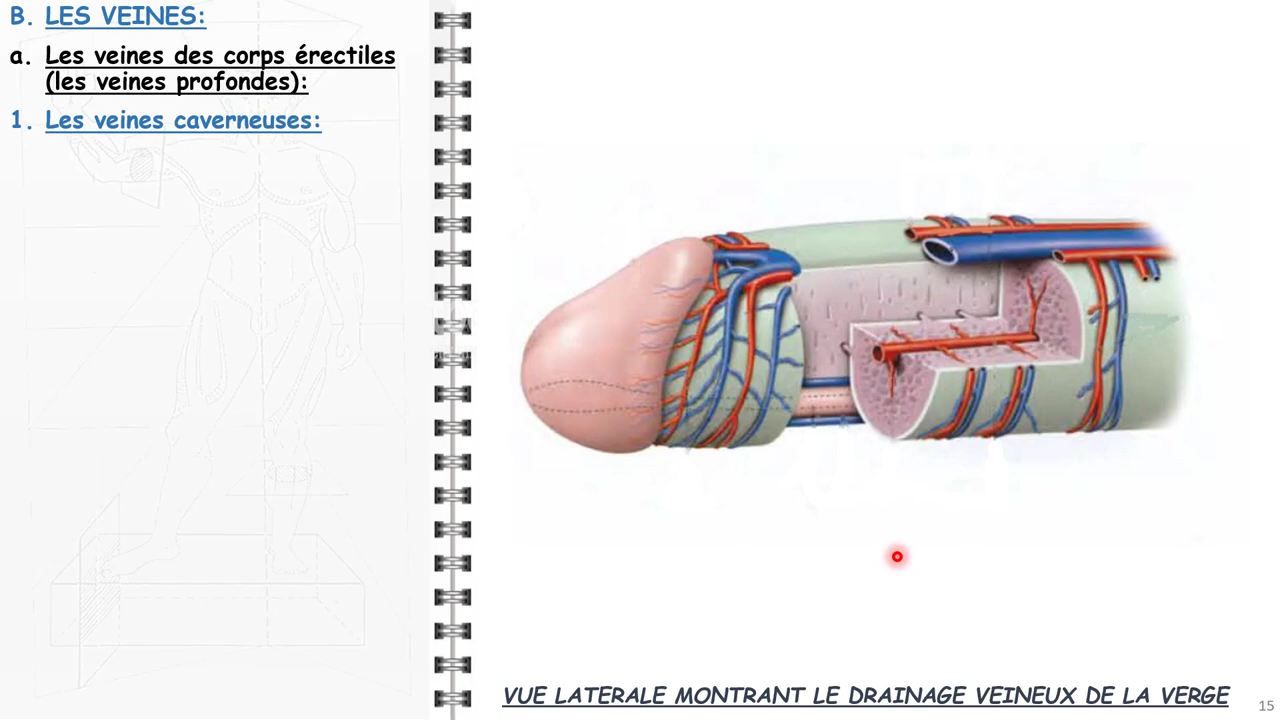 B. LES VEINES:
a. Les veines des corps érectiles
(les veines profondes):
1. Les veines caverneuses:
VUE LATERALE MONTRANT LE DRAINAGE VEINEUX DE LA VERGE
15